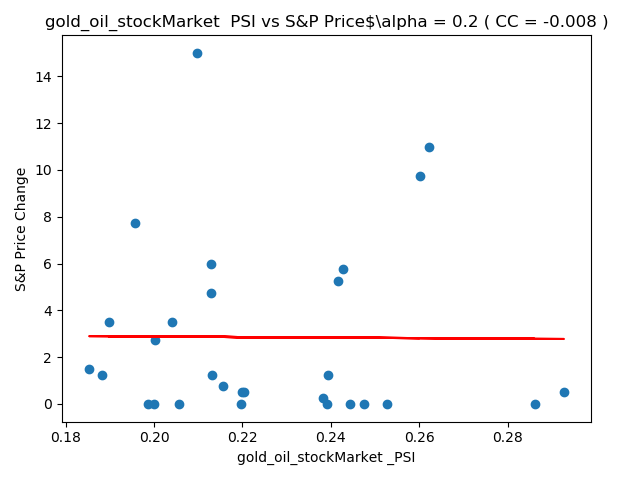 gold_oil_stockMarket  PSI vs S&P Price$\alpha = 0.2 ( CC = -0.008 )
14
12
10
8
6
4
2
0
S&P Price Change
0.18 0.20 0.22 0.24 0.26 0.28
gold_oil_stockMarket _PSI